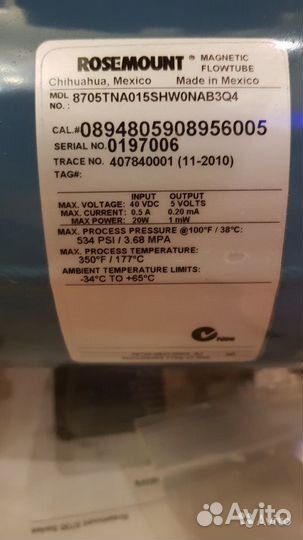 ROSEMOUNT® MAGNETIC FLOWTUBE
Chihuahua, Mexico Made in Mexico
MDL NO.: 8705TNA015SHW0NAB3Q4
CAL.# 0894805908956005
SERIAL NO. 0197006
TRACE NO. 407840001 (11-2010)
TAG#:
INPUT OUTPUT
MAX. VOLTAGE: 40 VDC 5 VOLTS
MAX. CURRENT: 0.5 A 0.20 mA
MAX POWER: 20W 1 mW
MAX. PROCESS PRESSURE @100°F / 38°C:
534 PSI / 3.68 MPA
MAX. PROCESS TEMPERATURE:
350°F / 177°C
AMBIENT TEMPERATURE LIMITS:
-34°C TO +65°C
Avito
Avito